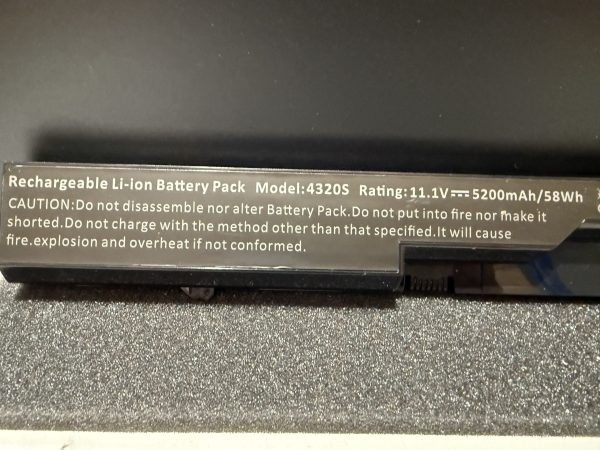 Rechargeable Li-ion Battery Pack Model:4320S Rating:11.1V⎓5200mAh/58Wh
CAUTION:Do not disassemble nor alter Battery Pack.Do not put into fire nor make it
shorted.Do not charge with the method other than that specified.It will cause
fire.explosion and overheat if not conformed.